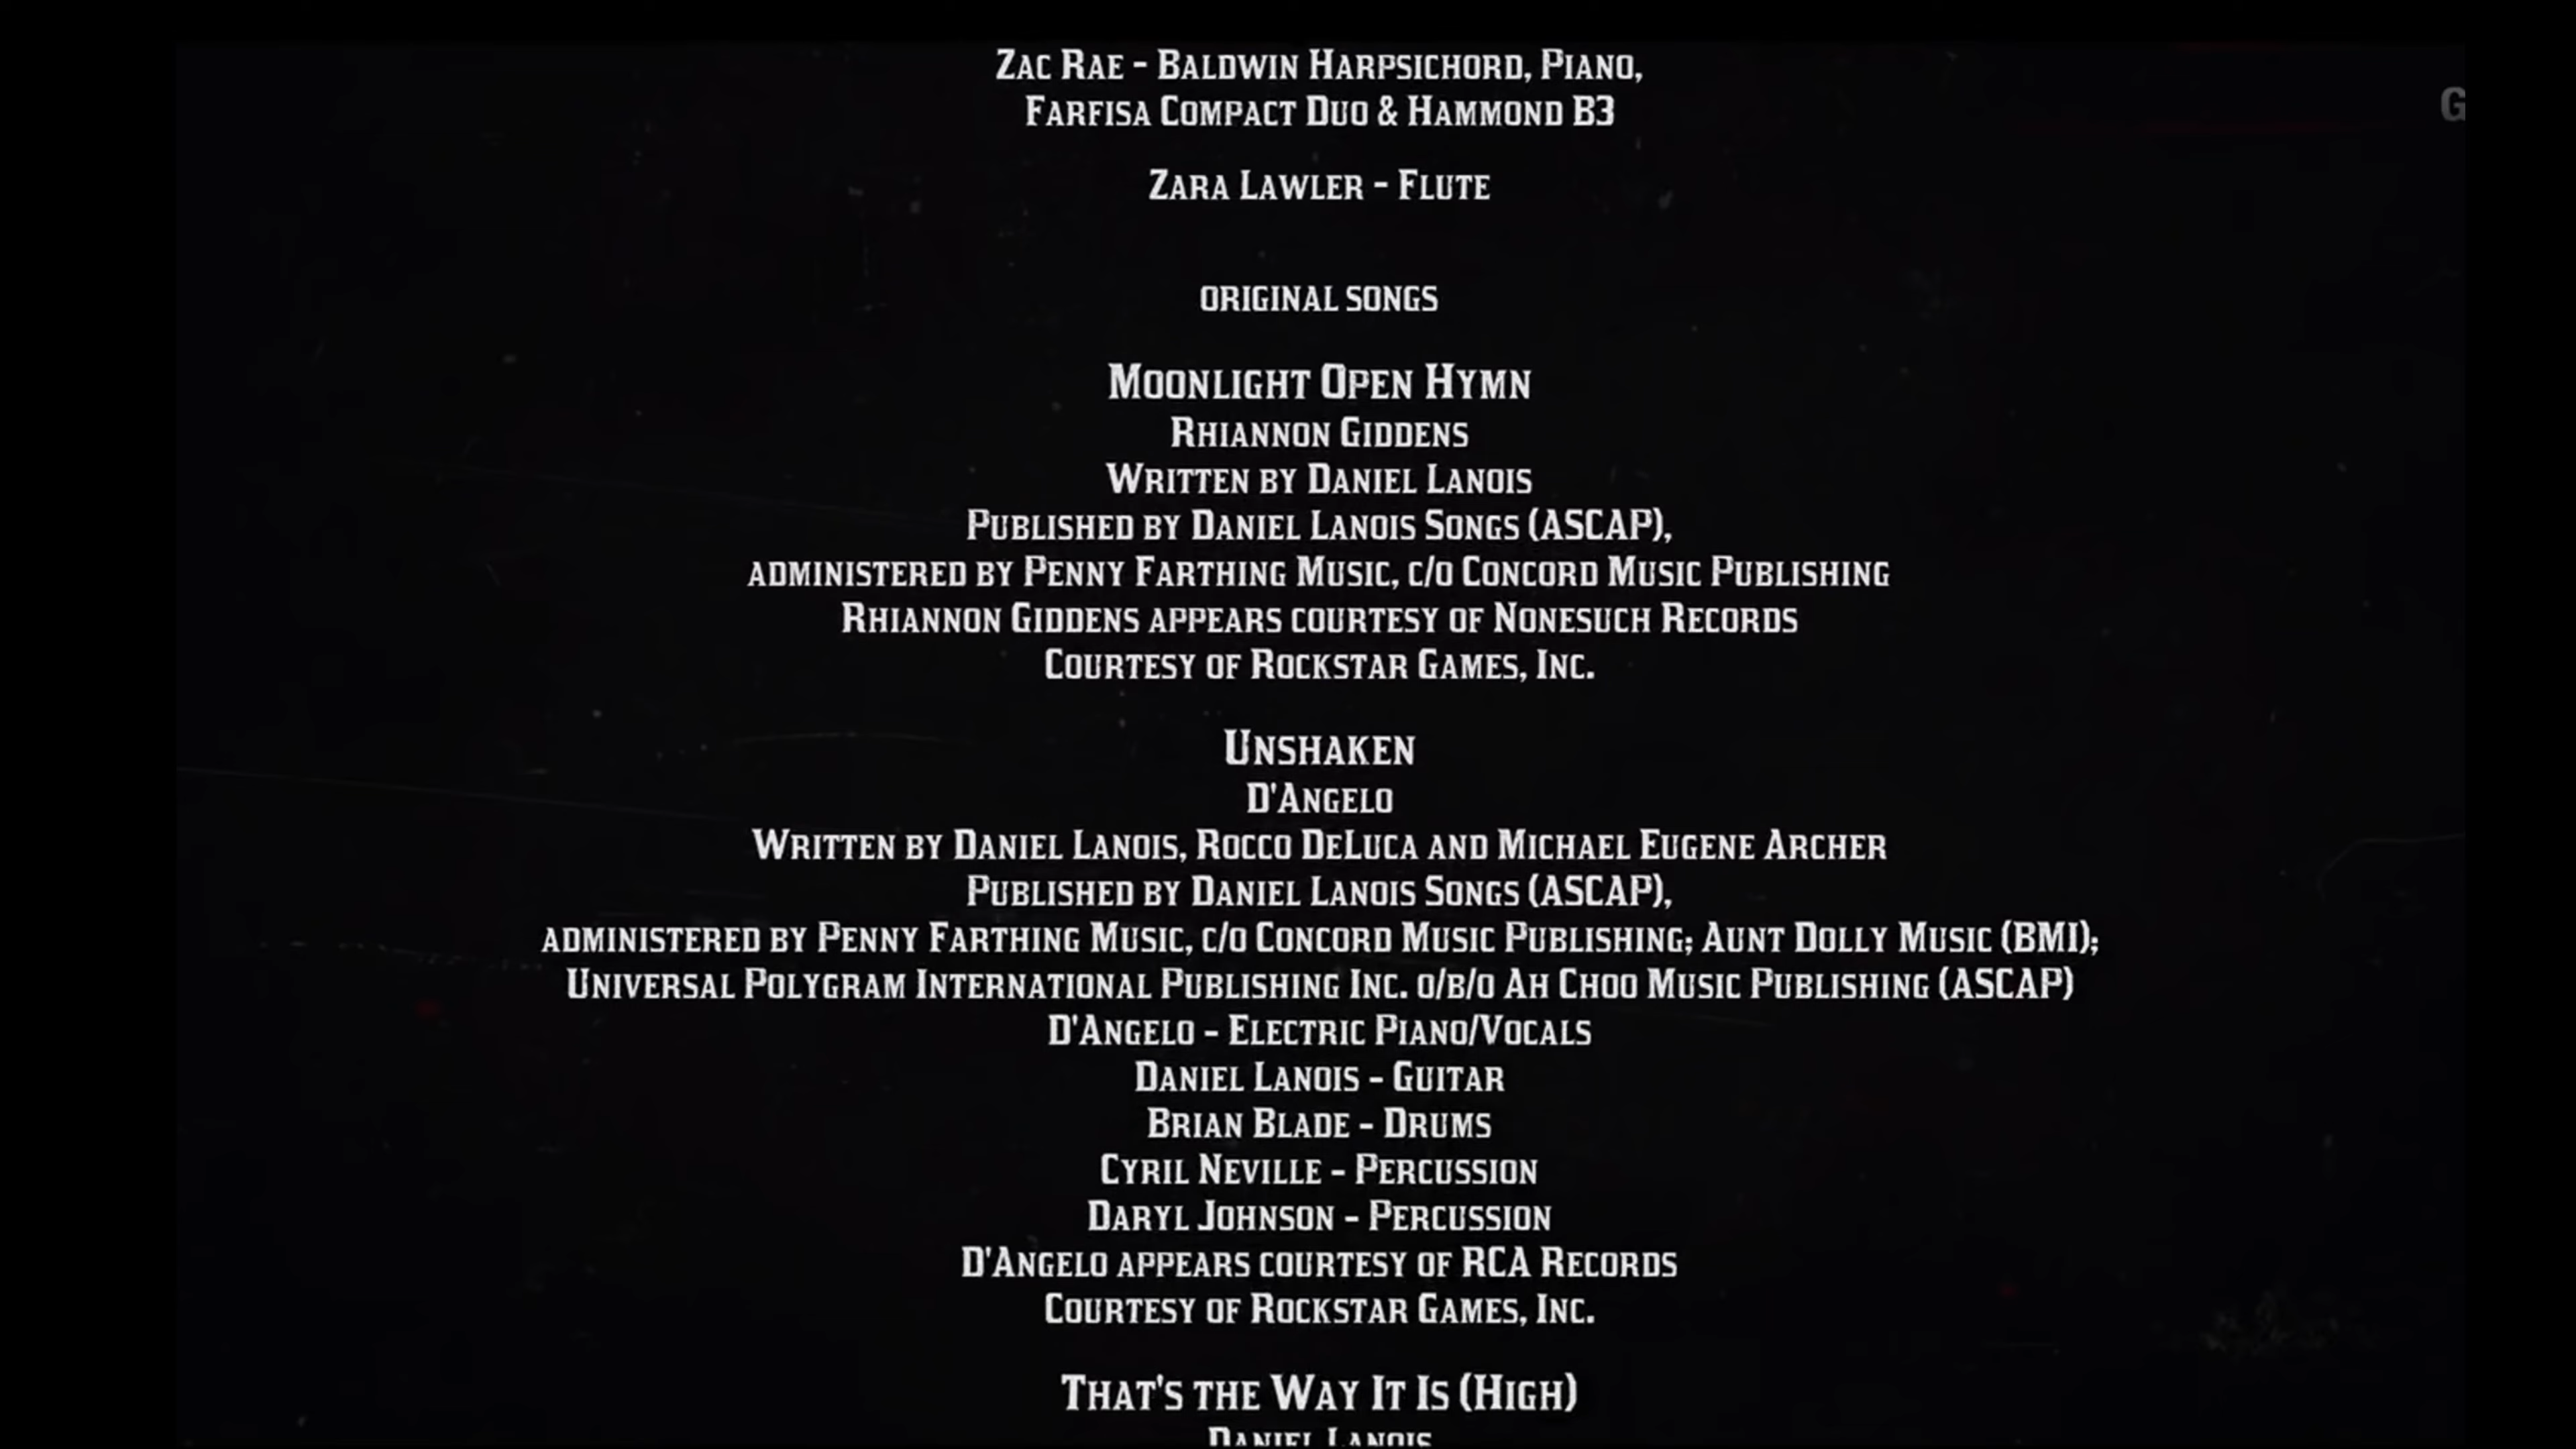 Zac Rae - Baldwin Harpsichord, Piano,
Farfisa Compact Duo & Hammond B3
Zara Lawler - Flute
ORIGINAL SONGS
Moonlight Open Hymn
Rhiannon Giddens
Written by Daniel Lanois
Published by Daniel Lanois Songs (ASCAP),
administered by Penny Farthing Music, c/o Concord Music Publishing
Rhiannon Giddens appears courtesy of Nonesuch Records
Courtesy of Rockstar Games, Inc.
Unshaken
D'Angelo
Written by Daniel Lanois, Rocco DeLuca and Michael Eugene Archer
Published by Daniel Lanois Songs (ASCAP),
administered by Penny Farthing Music, c/o Concord Music Publishing; Aunt Dolly Music (BMI);
Universal Polygram International Publishing Inc. o/b/o Ah Choo Music Publishing (ASCAP)
D'Angelo - Electric Piano/Vocals
Daniel Lanois - Guitar
Brian Blade - Drums
Cyril Neville - Percussion
Daryl Johnson - Percussion
D'Angelo appears courtesy of RCA Records
Courtesy of Rockstar Games, Inc.
That's the Way It Is (High)
Daniel Lanois